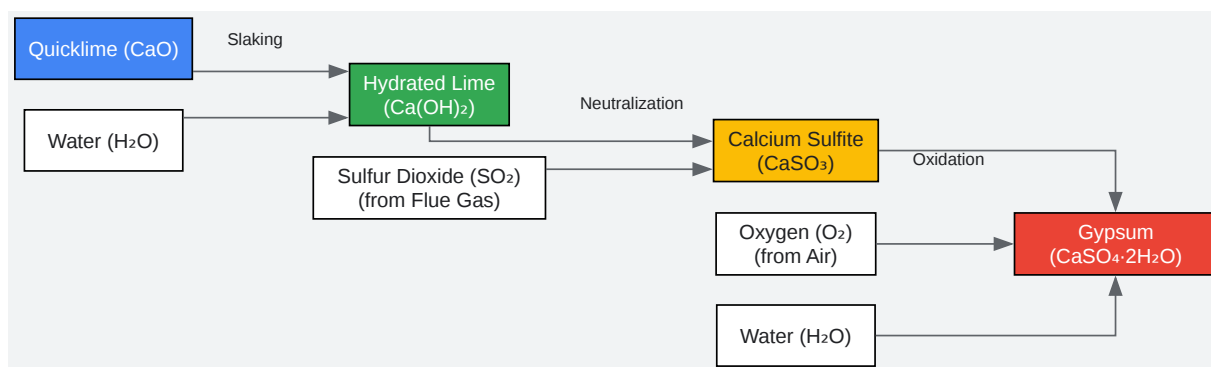 Quicklime (CaO)
Slaking
Water (H₂O)
Hydrated Lime
(Ca(OH)₂)
Neutralization
Sulfur Dioxide (SO₂)
(from Flue Gas)
Calcium Sulfite
(CaSO₃)
Oxidation
Oxygen (O₂)
(from Air)
Water (H₂O)
Gypsum
(CaSO₄·2H₂O)